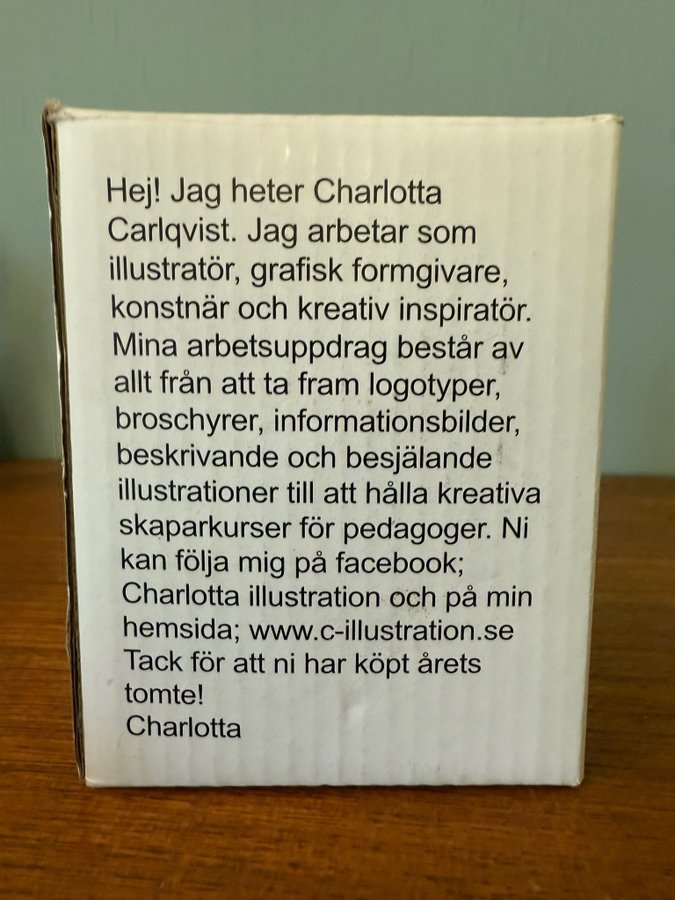 Hej! Jag heter Charlotta
Carlqvist. Jag arbetar som
illustratör, grafisk formgivare,
konstnär och kreativ inspiratör.
Mina arbetsuppdrag består av
allt från att ta fram logotyper,
broschyrer, informationsbilder,
beskrivande och besjälande
illustrationer till att hålla kreativa
skaparkurser för pedagoger. Ni
kan följa mig på facebook;
Charlotta illustration och på min
hemsida; www.c-illustration.se
Tack för att ni har köpt årets
tomte!
Charlotta